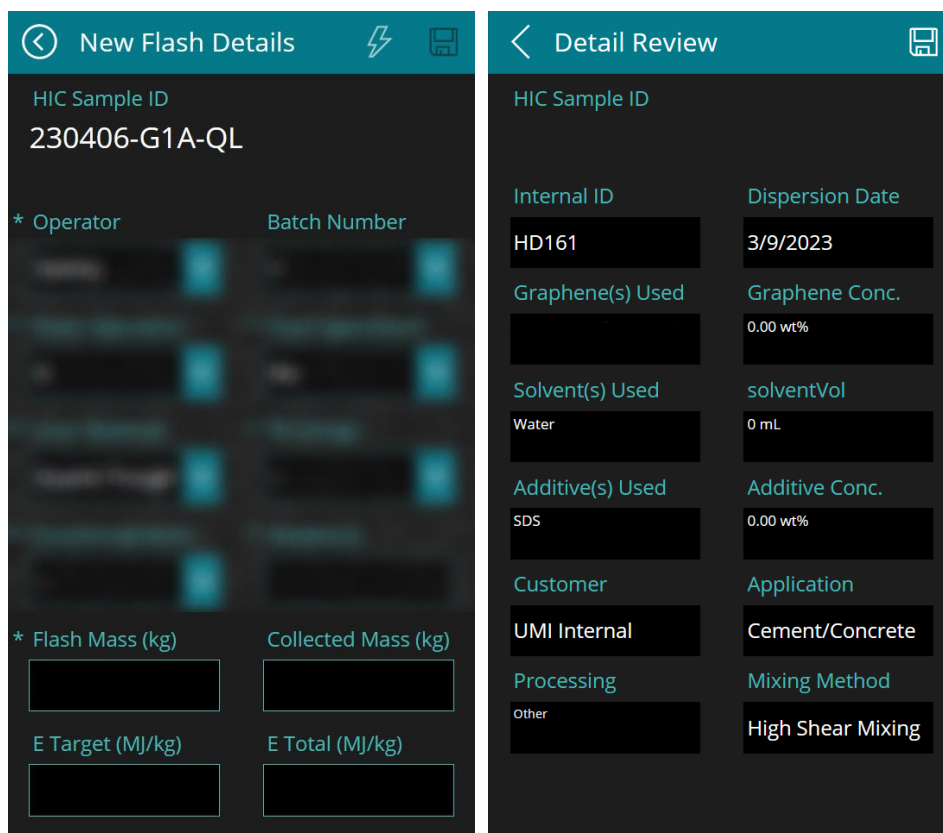 New Flash Details
HIC Sample ID
230406-G1A-QL
* Operator
Batch Number
* Flash Mass (kg)
Collected Mass (kg)
E Target (MJ/kg)
E Total (MJ/kg)
Detail Review
HIC Sample ID
Internal ID
Dispersion Date
HD161
3/9/2023
Graphene(s) Used
Graphene Conc.
0.00 wt%
Solvent(s) Used
solventVol
Water
0 mL
Additive(s) Used
Additive Conc.
SDS
0.00 wt%
Customer
Application
UMI Internal
Cement/Concrete
Processing
Mixing Method
Other
High Shear Mixing